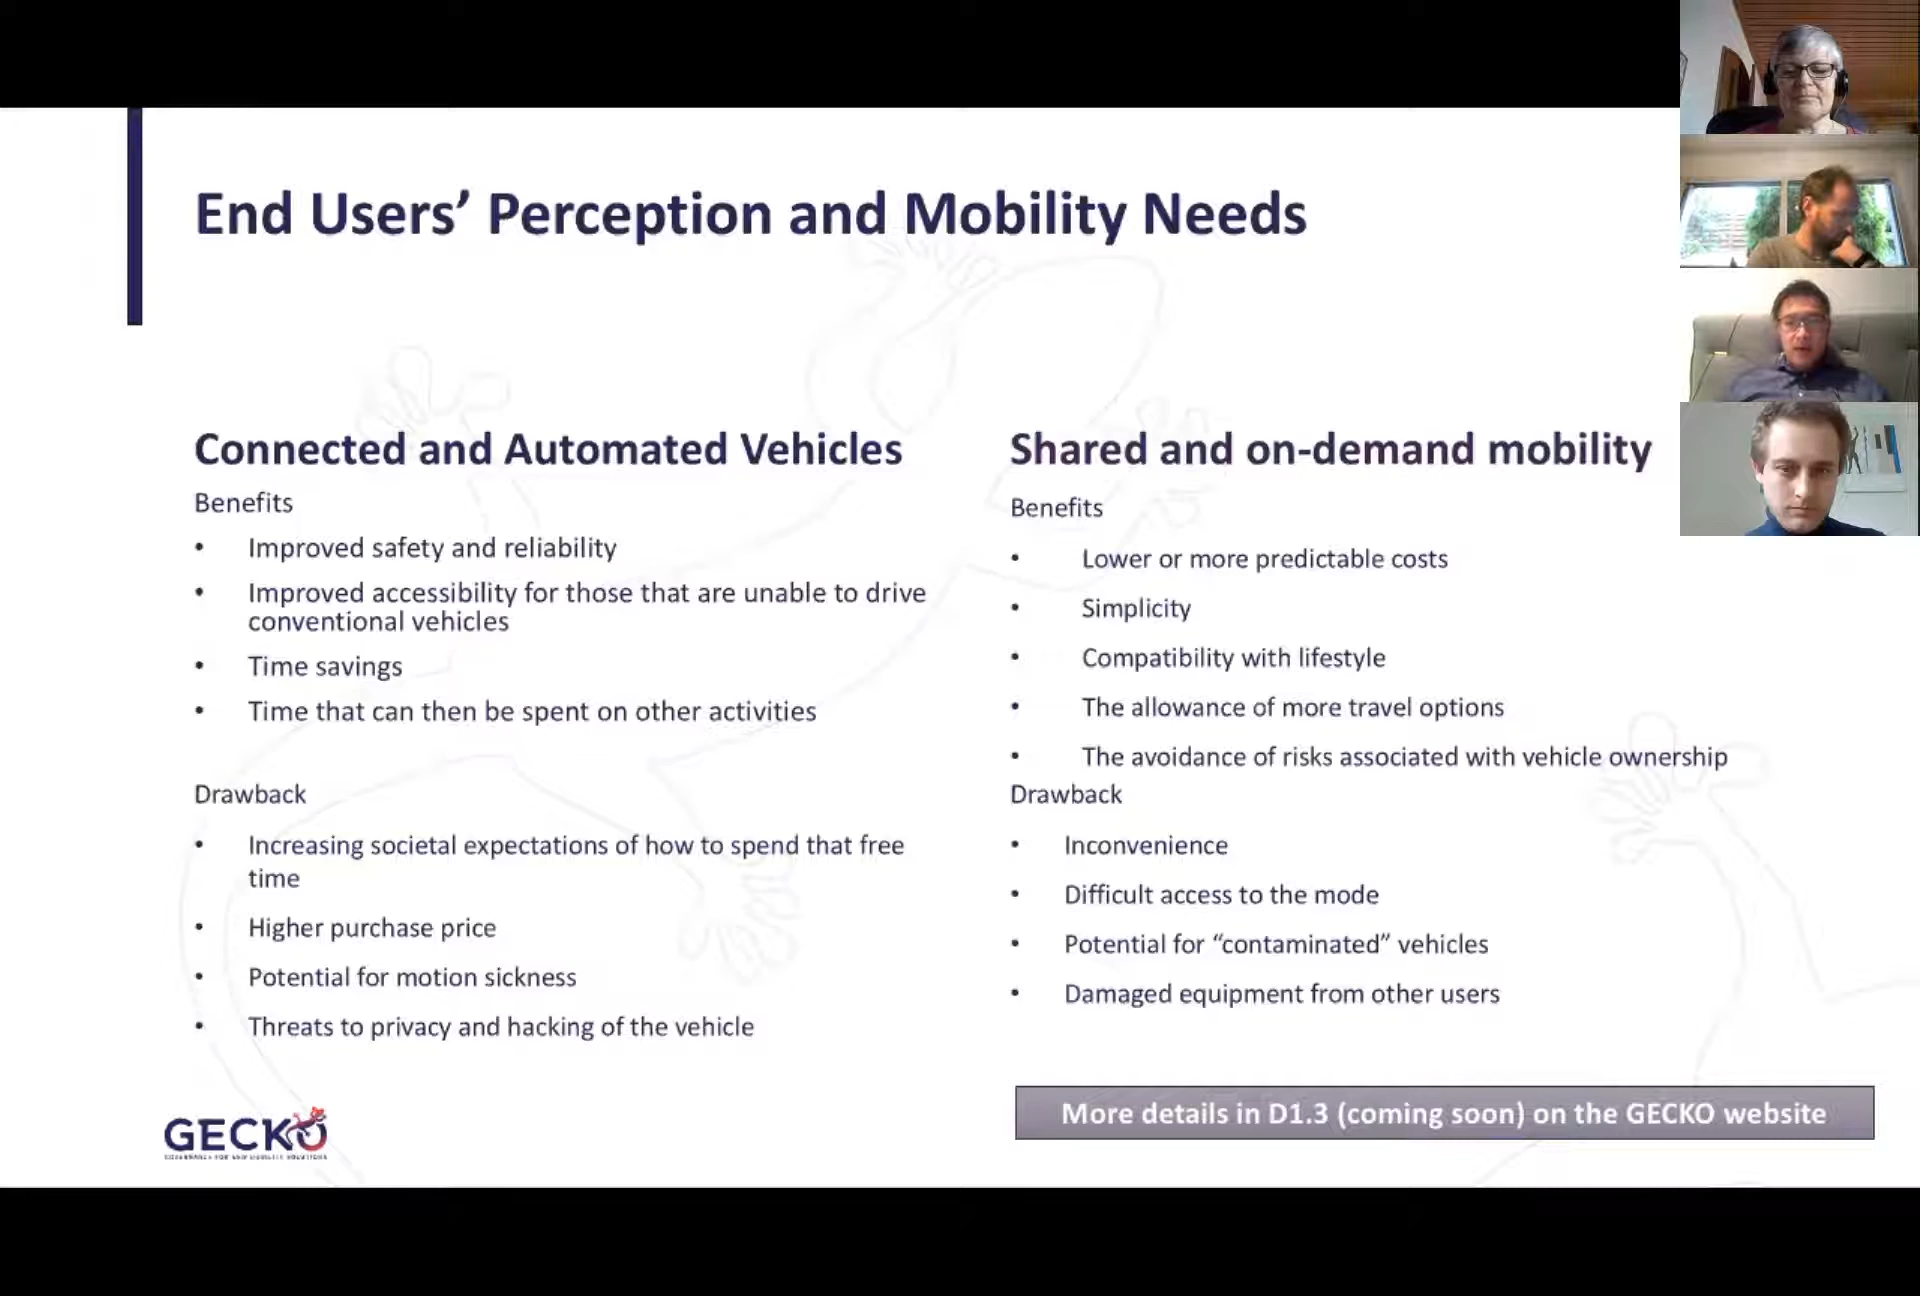 End Users’ Perception and Mobility Needs
Connected and Automated Vehicles
Benefits
• Improved safety and reliability
• Improved accessibility for those that are unable to drive
conventional vehicles
• Time savings
• Time that can then be spent on other activities
Drawback
• Increasing societal expectations of how to spend that free
time
• Higher purchase price
• Potential for motion sickness
• Threats to privacy and hacking of the vehicle
Shared and on-demand mobility
Benefits
• Lower or more predictable costs
• Simplicity
• Compatibility with lifestyle
• The allowance of more travel options
• The avoidance of risks associated with vehicle ownership
Drawback
• Inconvenience
• Difficult access to the mode
• Potential for “contaminated” vehicles
• Damaged equipment from other users
More details in D1.3 (coming soon) on the GECKO website
GECKO
GOVERNANCE FOR NEW MOBILITY SOLUTIONS